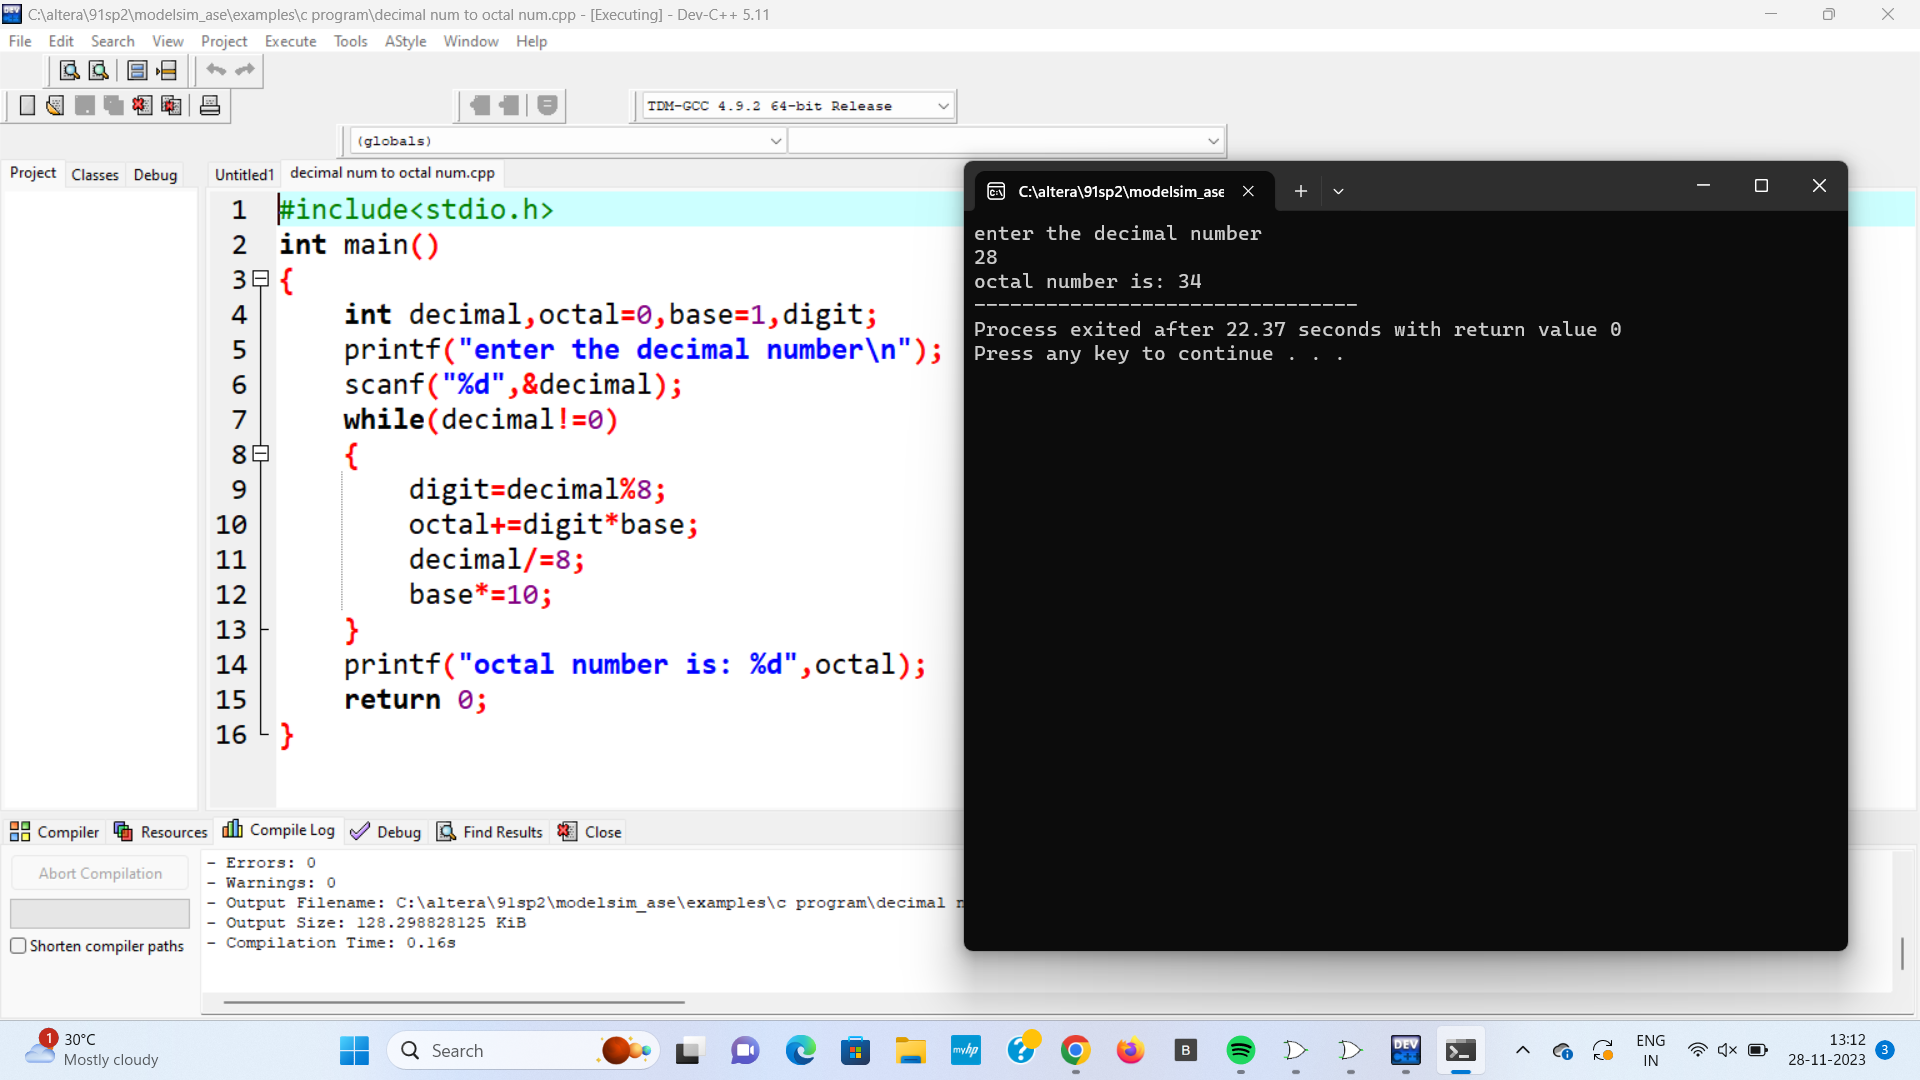 C:\altera\91sp2\modelsim_ase\examples\c program\decimal num to octal num.cpp - [Executing] - Dev-C++ 5.11
File Edit Search View Project Execute Tools AStyle Window Help
TDM-GCC 4.9.2 64-bit Release
(globals)
Project Classes Debug
Untitled1 decimal num to octal num.cpp
1 #include<stdio.h>
2 int main()
3 {
4 int decimal,octal=0,base=1,digit;
5 printf("enter the decimal number\n");
6 scanf("%d",&decimal);
7 while(decimal!=0)
8 {
9 digit=decimal%8;
10 octal+=digit*base;
11 decimal/=8;
12 base*=10;
13 }
14 printf("octal number is: %d",octal);
15 return 0;
16 }
C:\altera\91sp2\modelsim_ase
enter the decimal number
28
octal number is: 34
--------------------------------
Process exited after 22.37 seconds with return value 0
Press any key to continue . . .
Compiler Resources Compile Log Debug Find Results Close
Abort Compilation
Shorten compiler paths
- Errors: 0
- Warnings: 0
- Output Filename: C:\altera\91sp2\modelsim_ase\examples\c program\decimal n
- Output Size: 128.298828125 KiB
- Compilation Time: 0.16s
1
30°C
Mostly cloudy
Search
myhp
B
DEV
C++
ENG
IN
13:12
28-11-2023
3